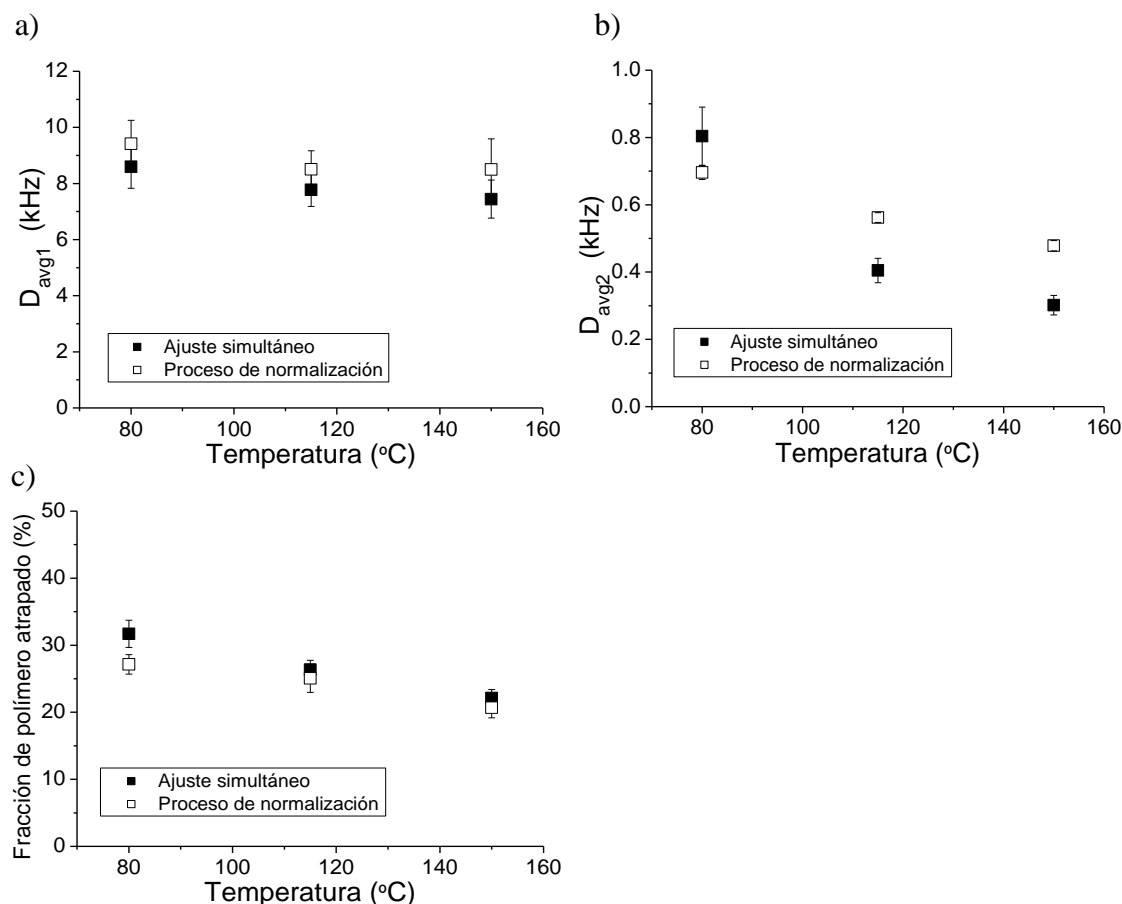 a)
12
10
8
6
4
2
0
D_avg1 (kHz)
80 100 120 140 160
Temperatura (ºC)
Ajuste simultáneo
Proceso de normalización
b)
1.0
0.8
0.6
0.4
0.2
0.0
D_avg2 (kHz)
80 100 120 140 160
Temperatura (ºC)
Ajuste simultáneo
Proceso de normalización
c)
50
40
30
20
10
0
Fracción de polímero atrapado (%)
80 100 120 140 160
Temperatura (ºC)
Ajuste simultáneo
Proceso de normalización